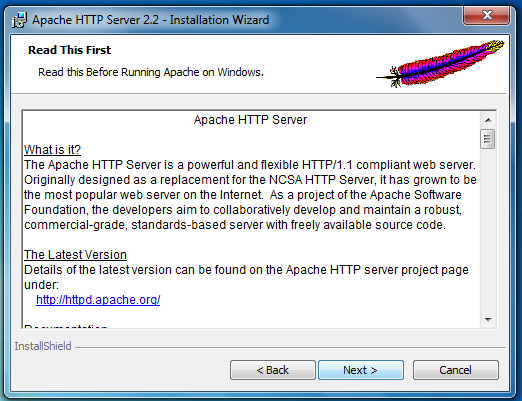 Apache HTTP Server 2.2 - Installation Wizard
Read This First
Read this Before Running Apache on Windows.
Apache HTTP Server
What is it?
The Apache HTTP Server is a powerful and flexible HTTP/1.1 compliant web server.
Originally designed as a replacement for the NCSA HTTP Server, it has grown to be
the most popular web server on the Internet.  As a project of the Apache Software
Foundation, the developers aim to collaboratively develop and maintain a robust,
commercial-grade, standards-based server with freely available source code.
The Latest Version
Details of the latest version can be found on the Apache HTTP server project page
under:
http://httpd.apache.org/
Documentation
InstallShield
< Back
Next >
Cancel